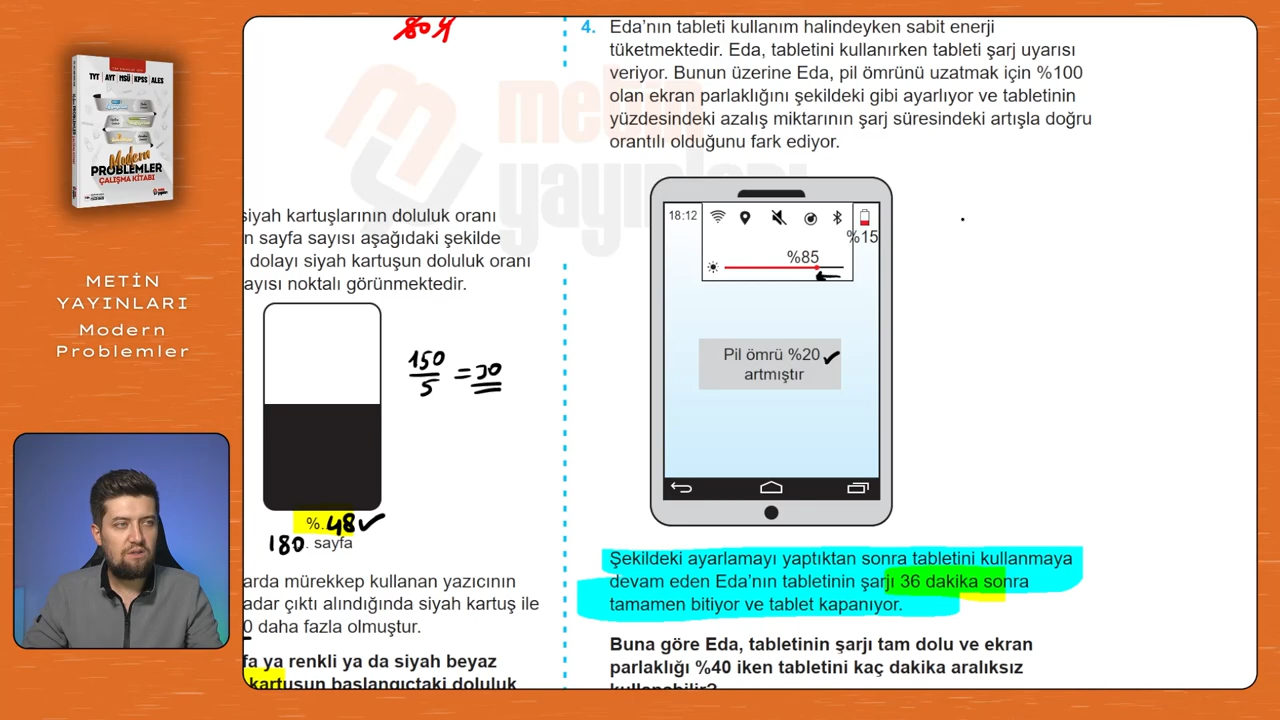 TYT | AYT | MSÜ | KPSS | ALES
Modern
PROBLEMLER
ÇALIŞMA KİTABI
METİN
YAYINLARI
Modern
Problemler
metin
yayınları
siyah kartuşlarının doluluk oranı
n sayfa sayısı aşağıdaki şekilde
dolayı siyah kartuşun doluluk oranı
ayısı noktalı görünmektedir.
150
5
= 30
%.48
180. sayfa
arda mürekkep kullanan yazıcının
adar çıktı alındığında siyah kartuş ile
0 daha fazla olmuştur.
fa ya renkli ya da siyah beyaz
kartuşun başlangıçtaki doluluk
4. Eda’nın tableti kullanım halindeyken sabit enerji
tüketmektedir. Eda, tabletini kullanırken tableti şarj uyarısı
veriyor. Bunun üzerine Eda, pil ömrünü uzatmak için %100
olan ekran parlaklığını şekildeki gibi ayarlıyor ve tabletinin
yüzdesindeki azalış miktarının şarj süresindeki artışla doğru
orantılı olduğunu fark ediyor.
18:12
%15
%85
Pil ömrü %20
artmıştır
Şekildeki ayarlamayı yaptıktan sonra tabletini kullanmaya
devam eden Eda’nın tabletinin şarjı 36 dakika sonra
tamamen bitiyor ve tablet kapanıyor.
Buna göre Eda, tabletinin şarjı tam dolu ve ekran
parlaklığı %40 iken tabletini kaç dakika aralıksız
kullanabilir?